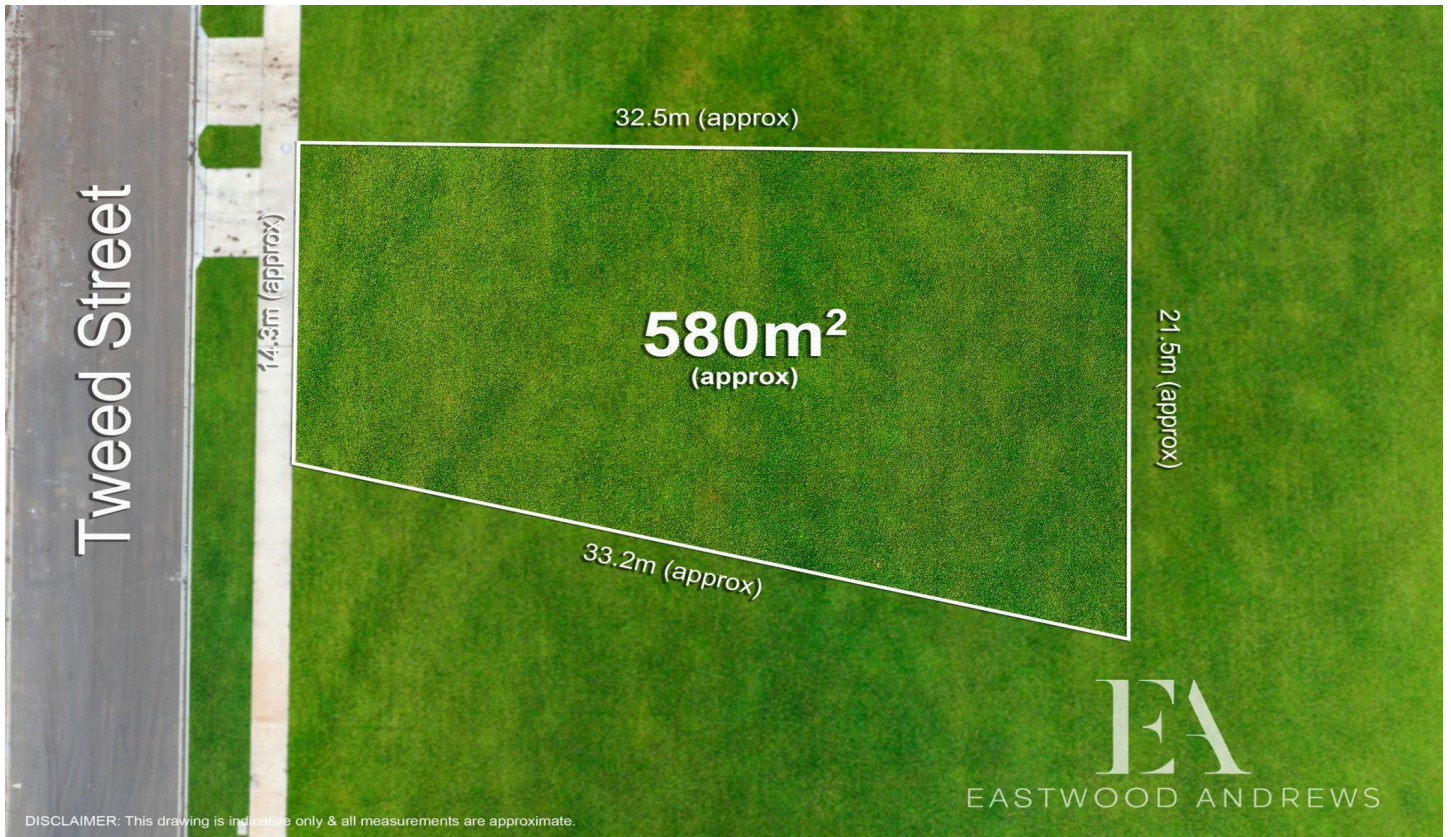 32.5m (approx)
Tweed Street
14.3m (approx)
580m²
(approx)
21.5m (approx)
33.2m (approx)
EA
EASTWOOD ANDREWS
DISCLAIMER: This drawing is indicative only & all measurements are approximate.